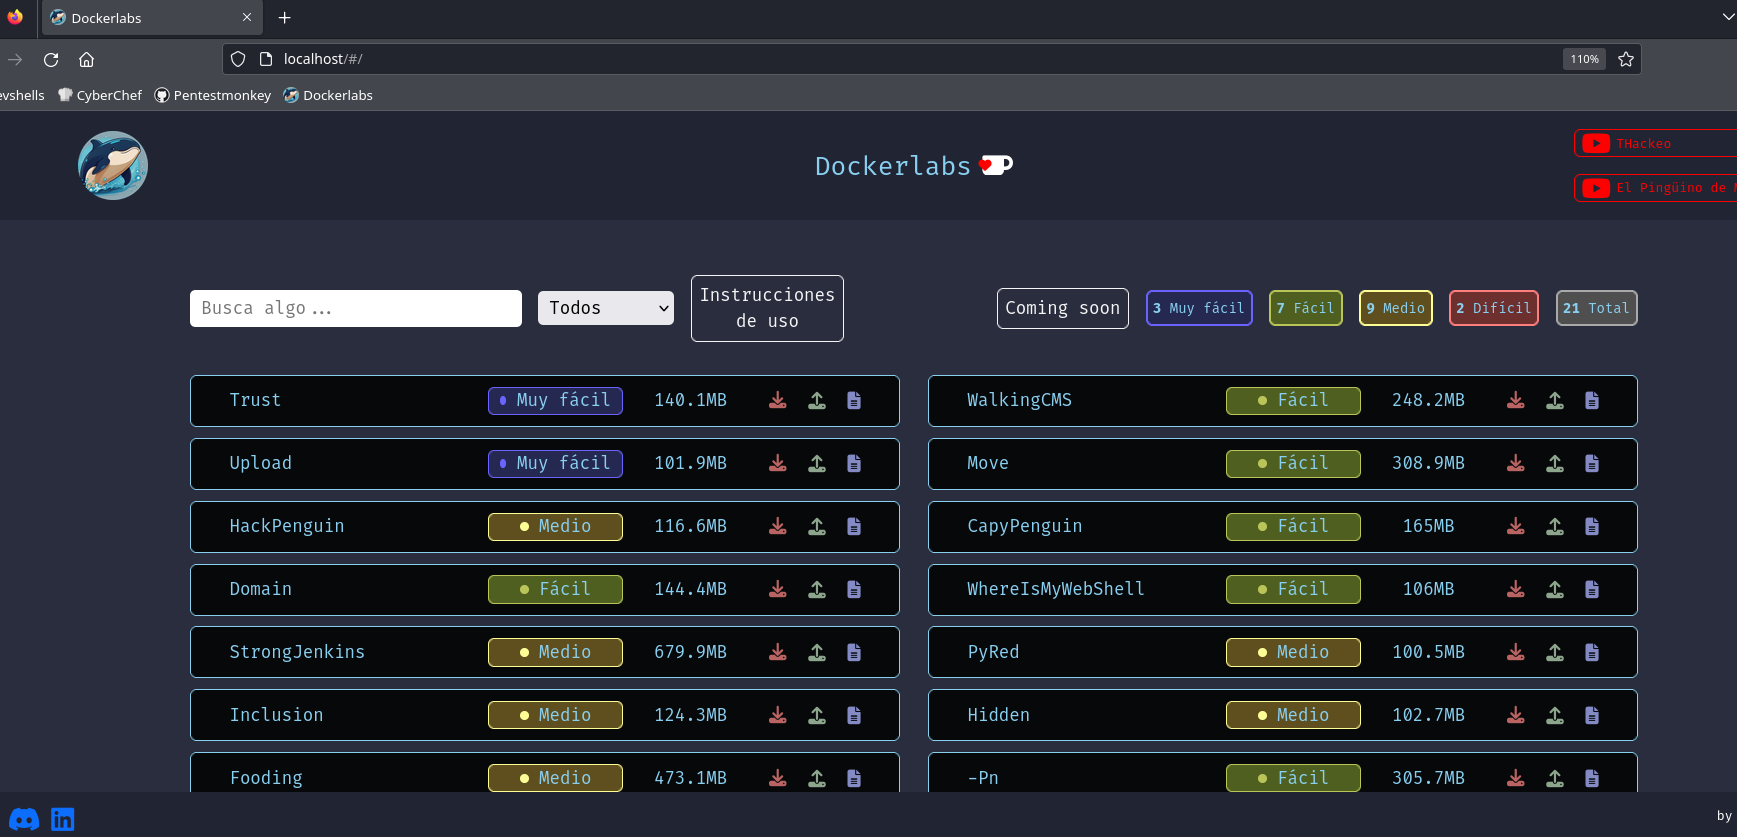 Dockerlabs
localhost/#/
110%
evshells CyberChef Pentestmonkey Dockerlabs
Dockerlabs
THackeo
El Pingüino de
Busca algo...
Todos
Instrucciones
de uso
Coming soon
3 Muy fácil
7 Fácil
9 Medio
2 Difícil
21 Total
Trust Muy fácil 140.1MB
WalkingCMS Fácil 248.2MB
Upload Muy fácil 101.9MB
Move Fácil 308.9MB
HackPenguin Medio 116.6MB
CapyPenguin Fácil 165MB
Domain Fácil 144.4MB
WhereIsMyWebShell Fácil 106MB
StrongJenkins Medio 679.9MB
PyRed Medio 100.5MB
Inclusion Medio 124.3MB
Hidden Medio 102.7MB
Fooding Medio 473.1MB
-Pn Fácil 305.7MB
in
by